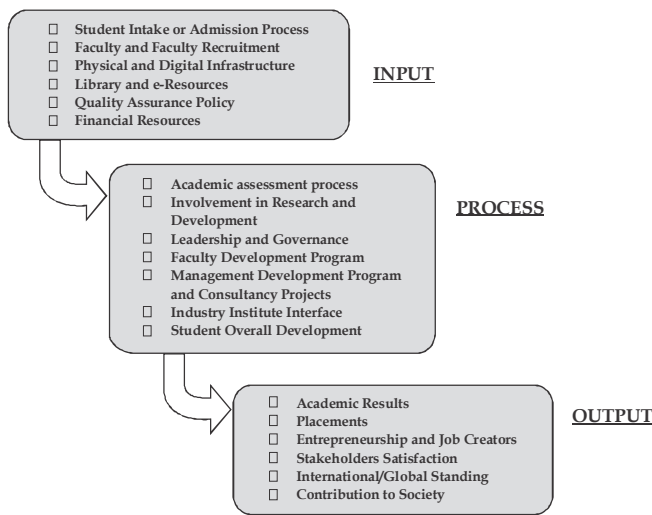 Student Intake or Admission Process
Faculty and Faculty Recruitment
Physical and Digital Infrastructure
Library and e-Resources
Quality Assurance Policy
Financial Resources
INPUT
Academic assessment process
Involvement in Research and
Development
Leadership and Governance
Faculty Development Program
Management Development Program
and Consultancy Projects
Industry Institute Interface
Student Overall Development
PROCESS
Academic Results
Placements
Entrepreneurship and Job Creators
Stakeholders Satisfaction
International/Global Standing
Contribution to Society
OUTPUT